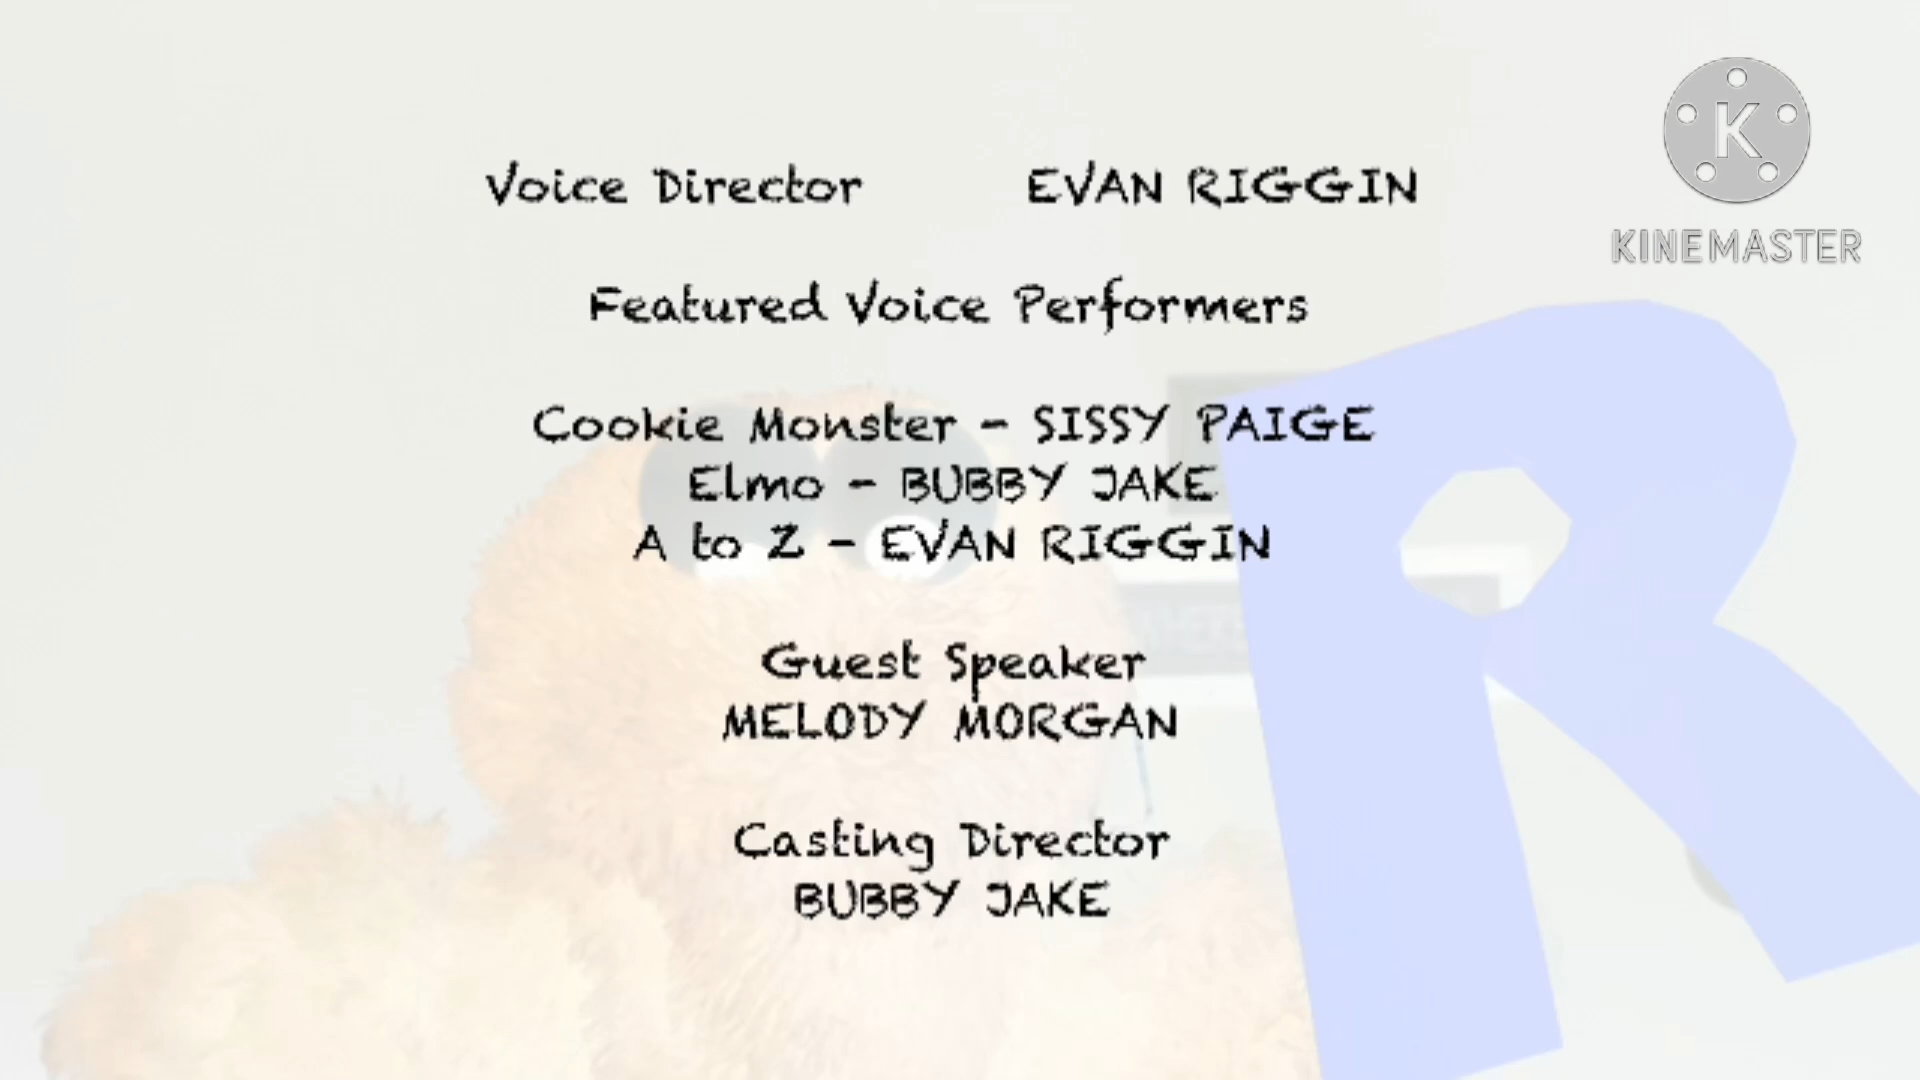 Voice Director EVAN RIGGIN
K
KINEMASTER
Featured Voice Performers
Cookie Monster - SISSY PAIGE
Elmo - BUBBY JAKE
A to Z - EVAN RIGGIN
Guest Speaker
MELODY MORGAN
Casting Director
BUBBY JAKE
R